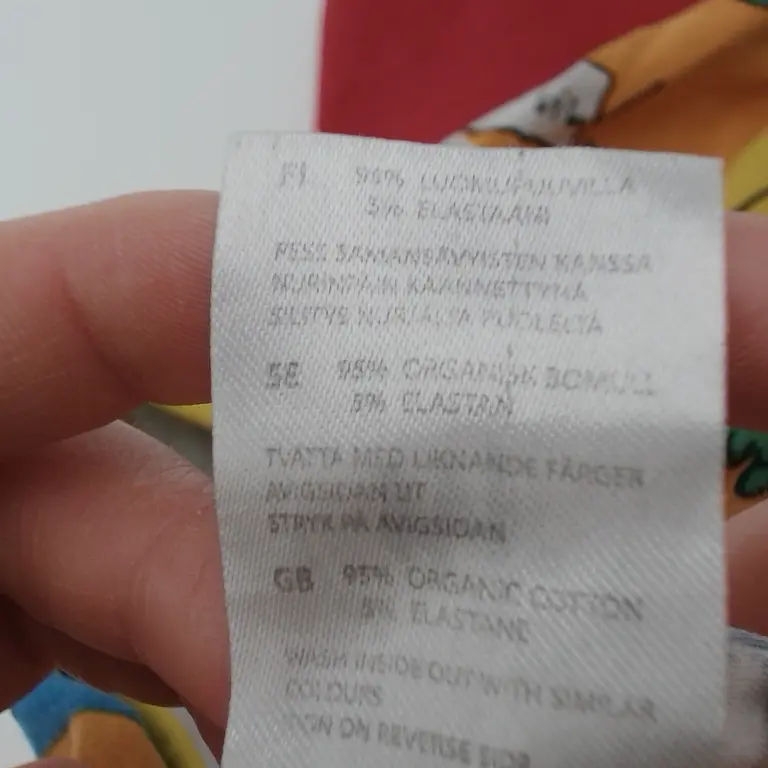 FI 95% LUOMUPUUVILLA
5% ELASTAANI
PESE SAMANSÄVYISTEN KANSSA
NURINPÄIN KÄÄNNETTYNÄ
SILITYS NURJALTA PUOLELTA
SE 95% ORGANISK BOMULL
5% ELASTAN
TVÄTTA MED LIKNANDE FÄRGER
AVIGSIDAN UT
STRYK PÅ AVIGSIDAN
GB 95% ORGANIC COTTON
5% ELASTANE
WASH INSIDE OUT WITH SIMILAR
COLOURS
IRON ON REVERSE SIDE